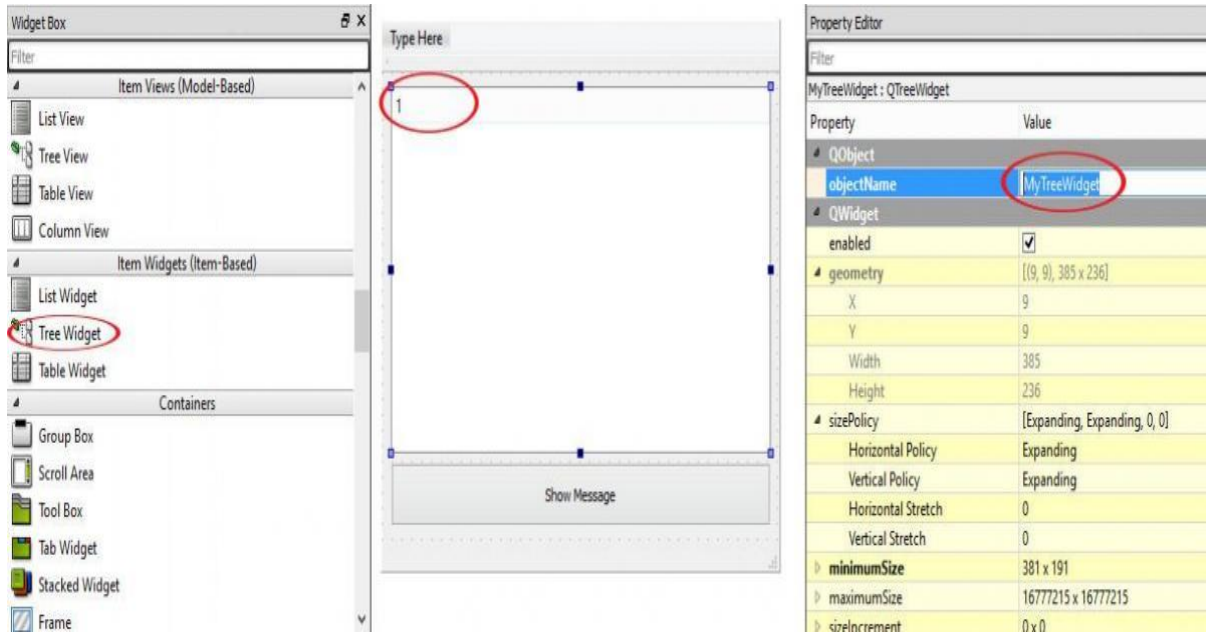 Widget Box
Filter
Item Views (Model-Based)
List View
Tree View
Table View
Column View
Item Widgets (Item-Based)
List Widget
Tree Widget
Table Widget
Containers
Group Box
Scroll Area
Tool Box
Tab Widget
Stacked Widget
Frame
Type Here
1
Show Message
Property Editor
Filter
MyTreeWidget : QTreeWidget
Property Value
QObject
objectName MyTreeWidget
QWidget
enabled
geometry [(9, 9), 385 x 236]
X 9
Y 9
Width 385
Height 236
sizePolicy [Expanding, Expanding, 0, 0]
Horizontal Policy Expanding
Vertical Policy Expanding
Horizontal Stretch 0
Vertical Stretch 0
minimumSize 381 x 191
maximumSize 16777215 x 16777215
sizeIncrement 0 x 0